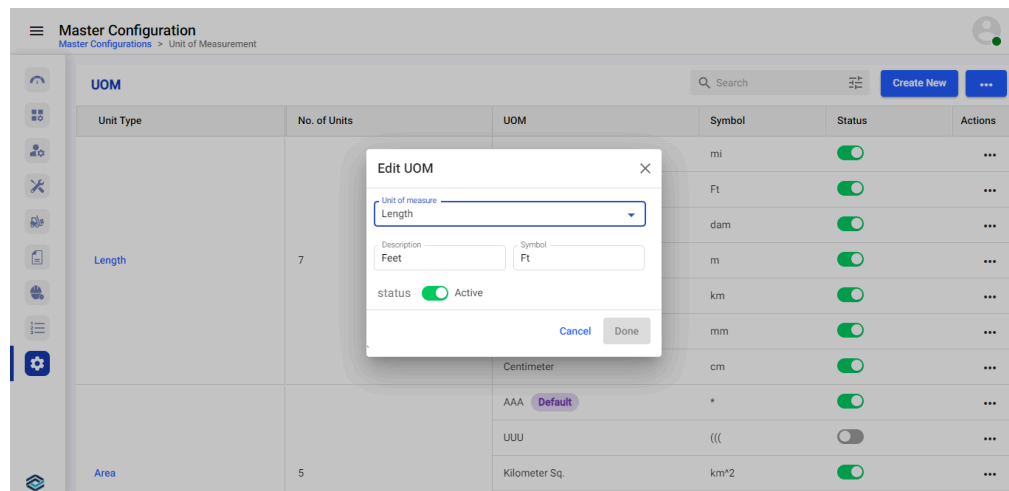 Master Configuration
Master Configurations > Unit of Measurement
UOM
Search
Create New
Unit Type No. of Units UOM Symbol Status Actions
mi
Ft
dam
Length 7 m
km
mm
Centimeter cm
AAA Default *
UUU (((
Area 5 Kilometer Sq. km^2
Edit UOM
Unit of measure
Length
Description Symbol
Feet Ft
status Active
Cancel Done